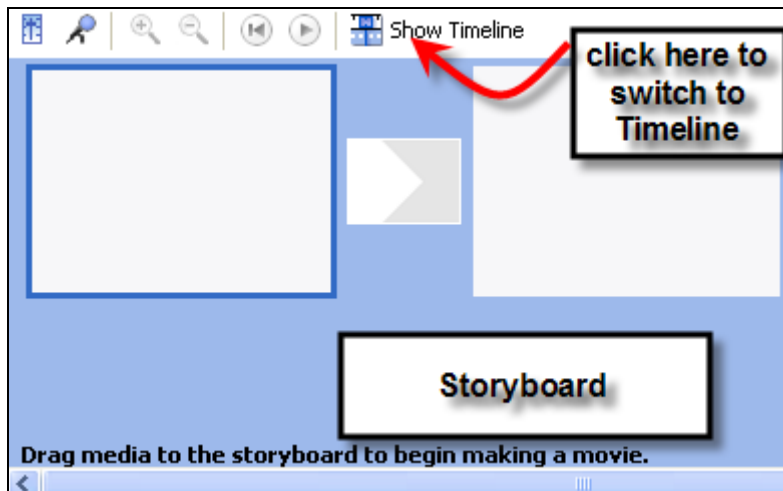 Show Timeline
click here to
switch to
Timeline
Storyboard
Drag media to the storyboard to begin making a movie.